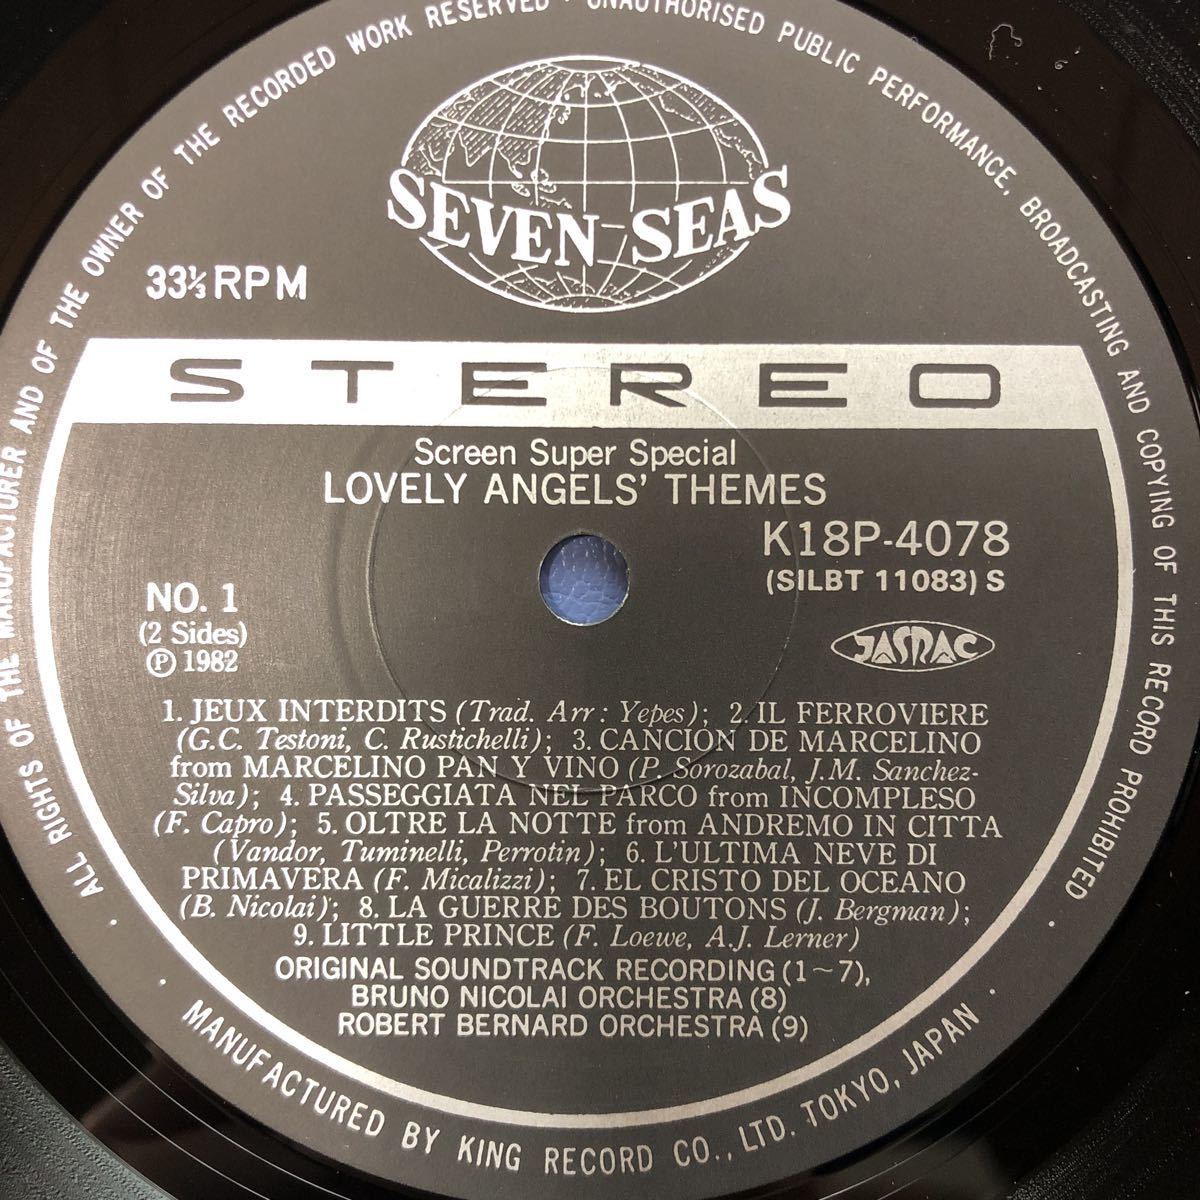 ALL RIGHTS OF THE MANUFACTURER AND OF THE OWNER OF THE RECORDED WORK RESERVED · UNAUTHORISED PUBLIC PERFORMANCE, BROADCASTING AND COPYING OF THIS RECORD PROHIBITED ·
SEVEN SEAS
33⅓ RPM
STEREO
Screen Super Special
LOVELY ANGELS' THEMES
K18P-4078
(SILBT 11083) S
NO. 1
(2 Sides)
Ⓟ 1982
JASRAC
1. JEUX INTERDITS (Trad. Arr : Yepes); 2. IL FERROVIERE
(G.C. Testoni, C. Rustichelli); 3. CANCIÓN DE MARCELINO
from MARCELINO PAN Y VINO (P. Sorozabal, J.M. Sanchez-
Silva); 4. PASSEGGIATA NEL PARCO from INCOMPLESO
(F. Capro); 5. OLTRE LA NOTTE from ANDREMO IN CITTA
(Vandor, Tuminelli, Perrotin); 6. L'ULTIMA NEVE DI
PRIMAVERA (F. Micalizzi); 7. EL CRISTO DEL OCEANO
(B. Nicolai); 8. LA GUERRE DES BOUTONS (J. Bergman);
9. LITTLE PRINCE (F. Loewe, A.J. Lerner)
ORIGINAL SOUNDTRACK RECORDING (1~7),
BRUNO NICOLAI ORCHESTRA (8)
ROBERT BERNARD ORCHESTRA (9)
· MANUFACTURED BY KING RECORD CO., LTD. TOKYO, JAPAN ·